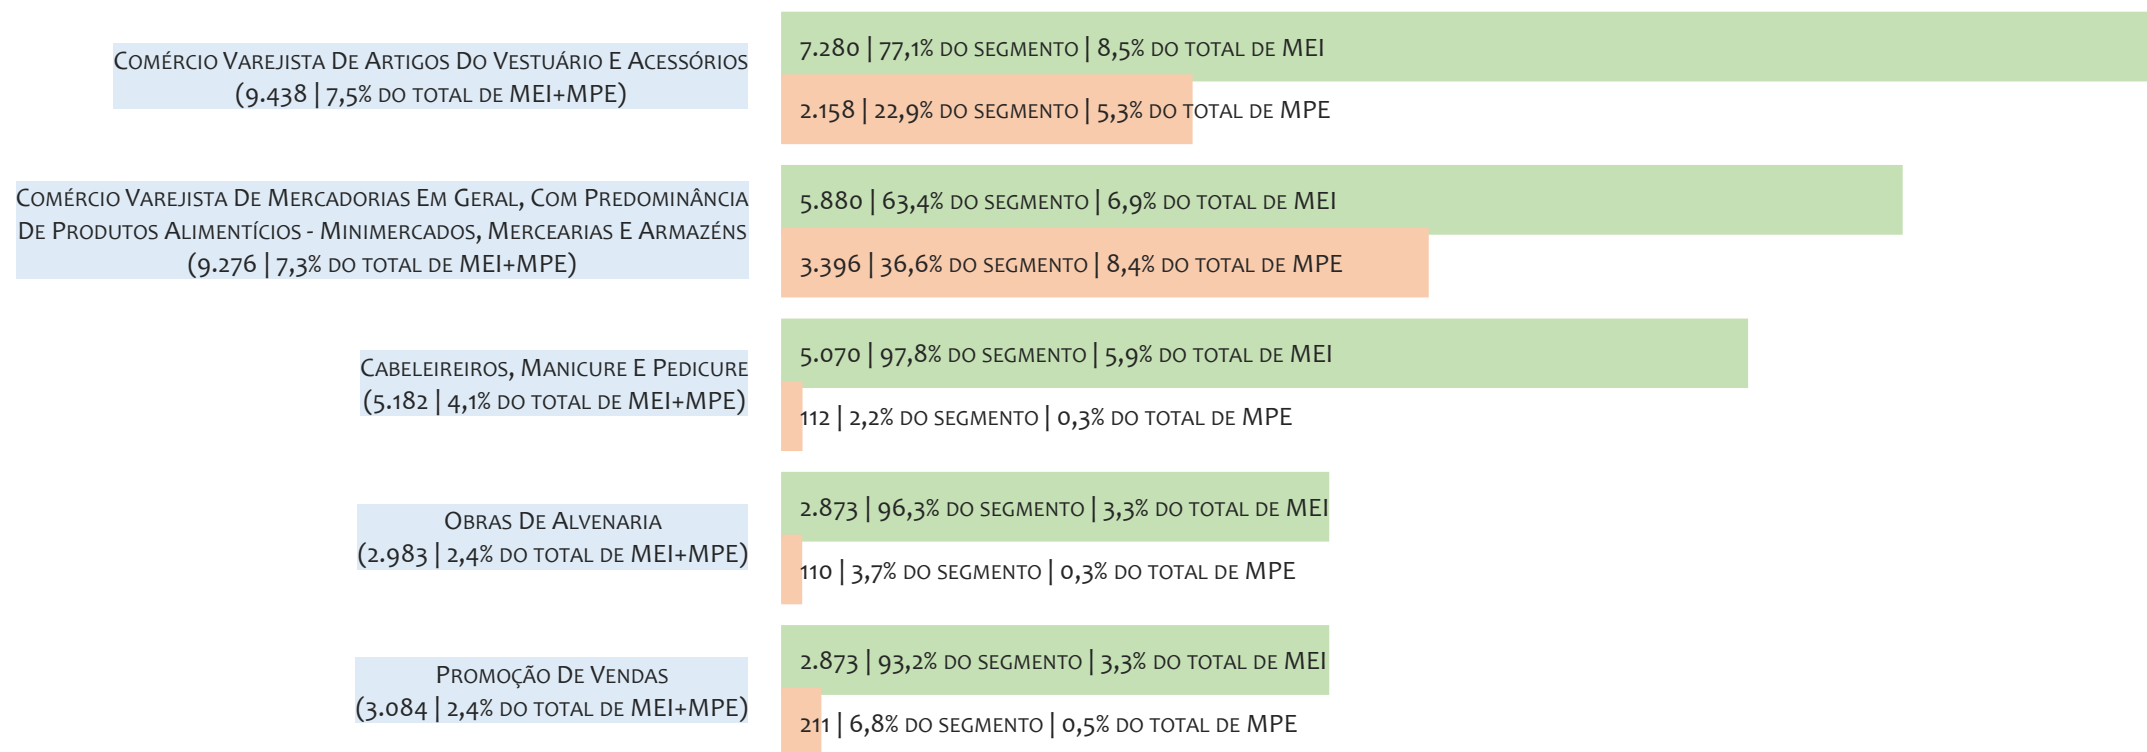 Comércio Varejista De Artigos Do Vestuário E Acessórios
(9.438 | 7,5% do total de MEI+MPE)
7.280 | 77,1% do segmento | 8,5% do total de MEI
2.158 | 22,9% do segmento | 5,3% do total de MPE
Comércio Varejista De Mercadorias Em Geral, Com Predominância
De Produtos Alimentícios - Minimercados, Mercearias E Armazéns
(9.276 | 7,3% do total de MEI+MPE)
5.880 | 63,4% do segmento | 6,9% do total de MEI
3.396 | 36,6% do segmento | 8,4% do total de MPE
Cabeleireiros, Manicure E Pedicure
(5.182 | 4,1% do total de MEI+MPE)
5.070 | 97,8% do segmento | 5,9% do total de MEI
112 | 2,2% do segmento | 0,3% do total de MPE
Obras De Alvenaria
(2.983 | 2,4% do total de MEI+MPE)
2.873 | 96,3% do segmento | 3,3% do total de MEI
110 | 3,7% do segmento | 0,3% do total de MPE
Promoção De Vendas
(3.084 | 2,4% do total de MEI+MPE)
2.873 | 93,2% do segmento | 3,3% do total de MEI
211 | 6,8% do segmento | 0,5% do total de MPE